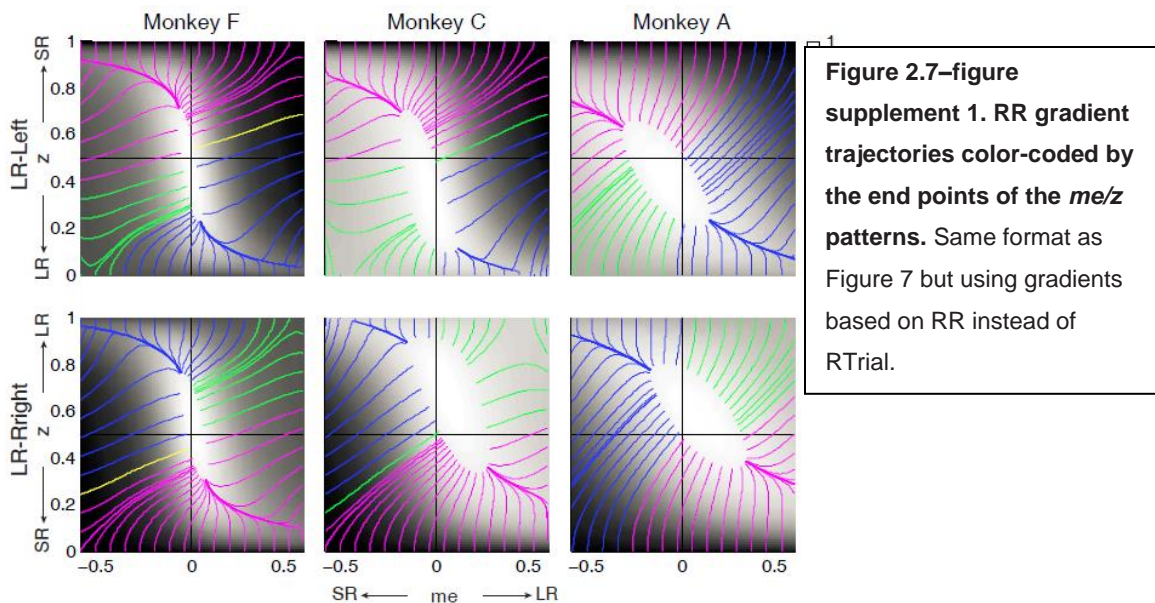 Monkey F
Monkey C
Monkey A
LR-Left
LR ← z → SR
1
0.8
0.6
0.4
0.2
0
1
Figure 2.7–figure
supplement 1. RR gradient
trajectories color-coded by
the end points of the me/z
patterns. Same format as
Figure 7 but using gradients
based on RR instead of
RTrial.
LR-Rright
SR ← z → LR
1
0.8
0.6
0.4
0.2
0
−0.5 0 0.5
−0.5 0 0.5
−0.5 0 0.5
SR ← me → LR